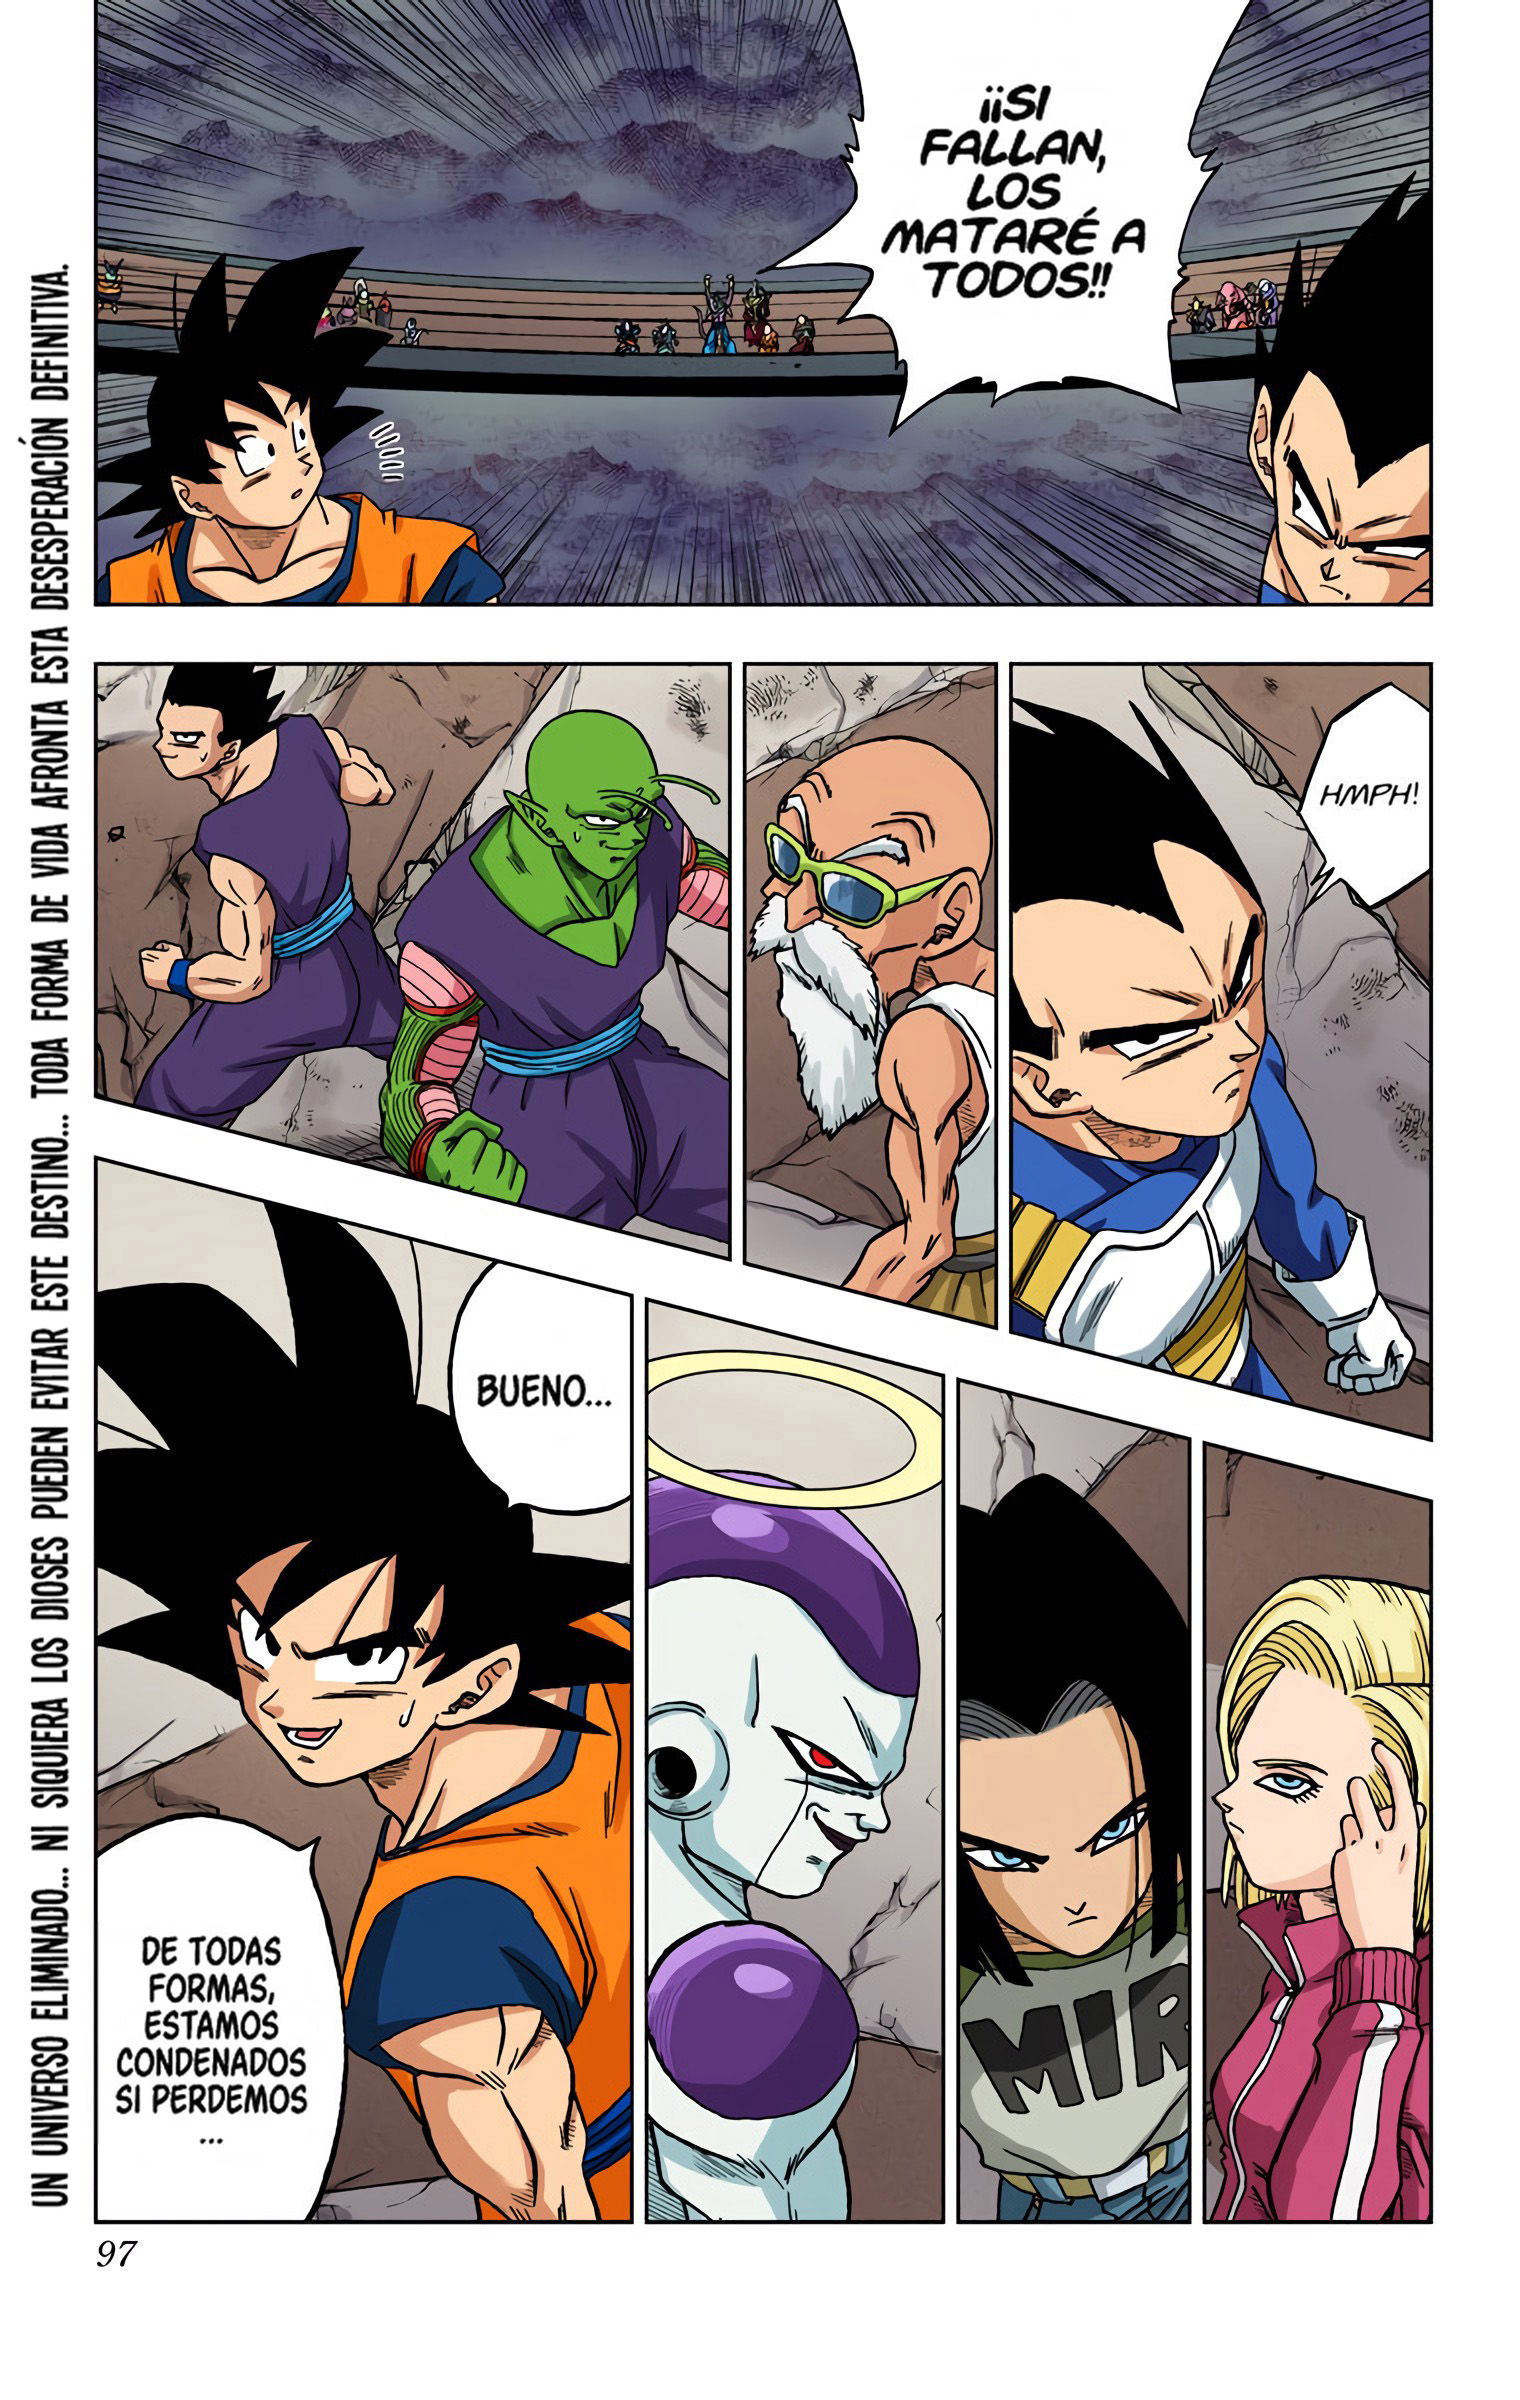 ¡¡SI
FALLAN,
LOS
MATARÉ A
TODOS!!
HMPH!
MIR
BUENO...
DE TODAS
FORMAS,
ESTAMOS
CONDENADOS
SI PERDEMOS
...
UN UNIVERSO ELIMINADO... NI SIQUIERA LOS DIOSES PUEDEN EVITAR ESTE DESTINO... TODA FORMA DE VIDA AFRONTA ESTA DESESPERACIÓN DEFINITIVA.
97